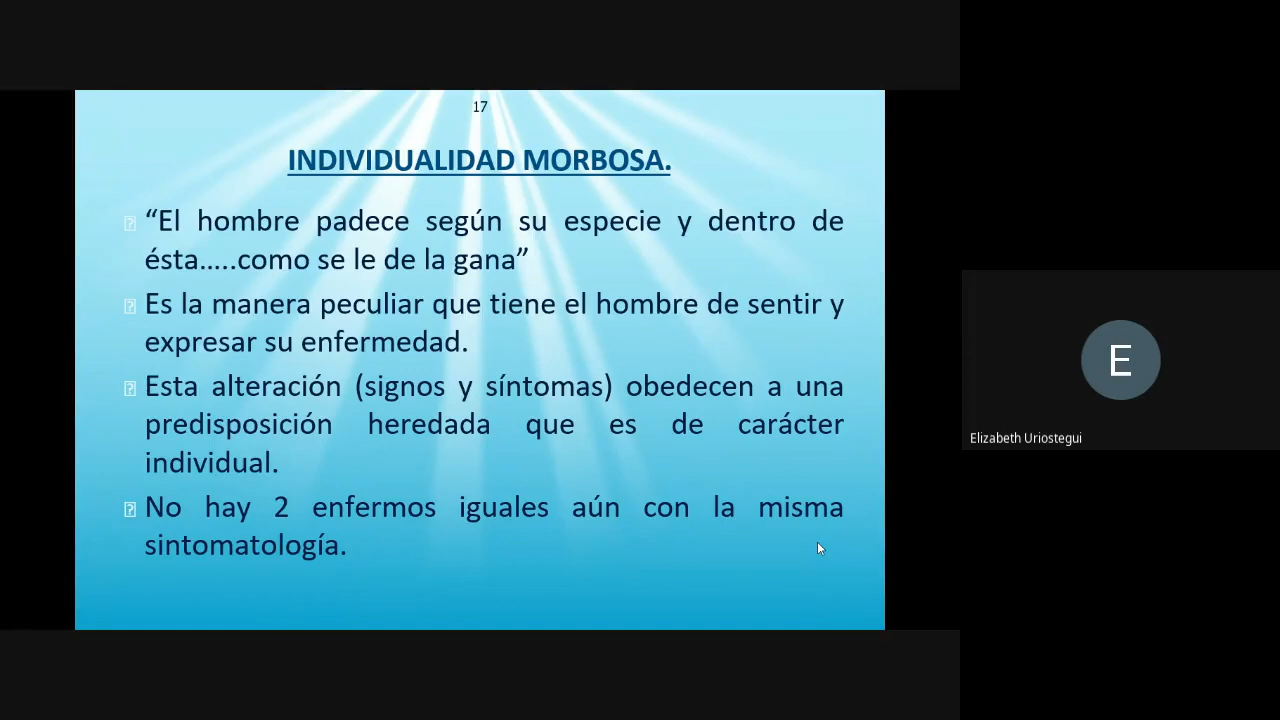 17
INDIVIDUALIDAD MORBOSA.
“El hombre padece según su especie y dentro de
ésta…..como se le de la gana”
Es la manera peculiar que tiene el hombre de sentir y
expresar su enfermedad.
Esta alteración (signos y síntomas) obedecen a una
predisposición heredada que es de carácter
individual.
No hay 2 enfermos iguales aún con la misma
sintomatología.
E
Elizabeth Uriostegui